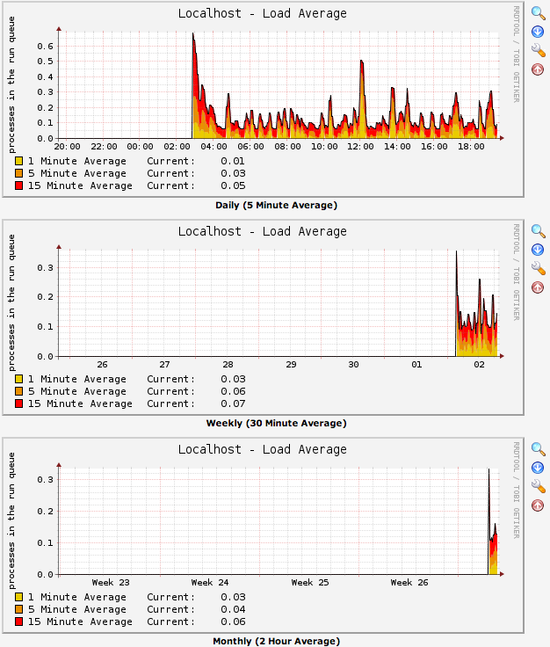 Localhost - Load Average
processes in the run queue
RRDTOOL / TOBI OETIKER
0.6
0.5
0.4
0.3
0.2
0.1
0.0
20:00 22:00 00:00 02:00 04:00 06:00 08:00 10:00 12:00 14:00 16:00 18:00
1 Minute Average Current: 0.01
5 Minute Average Current: 0.03
15 Minute Average Current: 0.05
Daily (5 Minute Average)
Localhost - Load Average
processes in the run queue
RRDTOOL / TOBI OETIKER
0.3
0.2
0.1
0.0
26 27 28 29 30 01 02
1 Minute Average Current: 0.03
5 Minute Average Current: 0.06
15 Minute Average Current: 0.07
Weekly (30 Minute Average)
Localhost - Load Average
processes in the run queue
RRDTOOL / TOBI OETIKER
0.3
0.2
0.1
0.0
Week 23 Week 24 Week 25 Week 26
1 Minute Average Current: 0.03
5 Minute Average Current: 0.04
15 Minute Average Current: 0.06
Monthly (2 Hour Average)